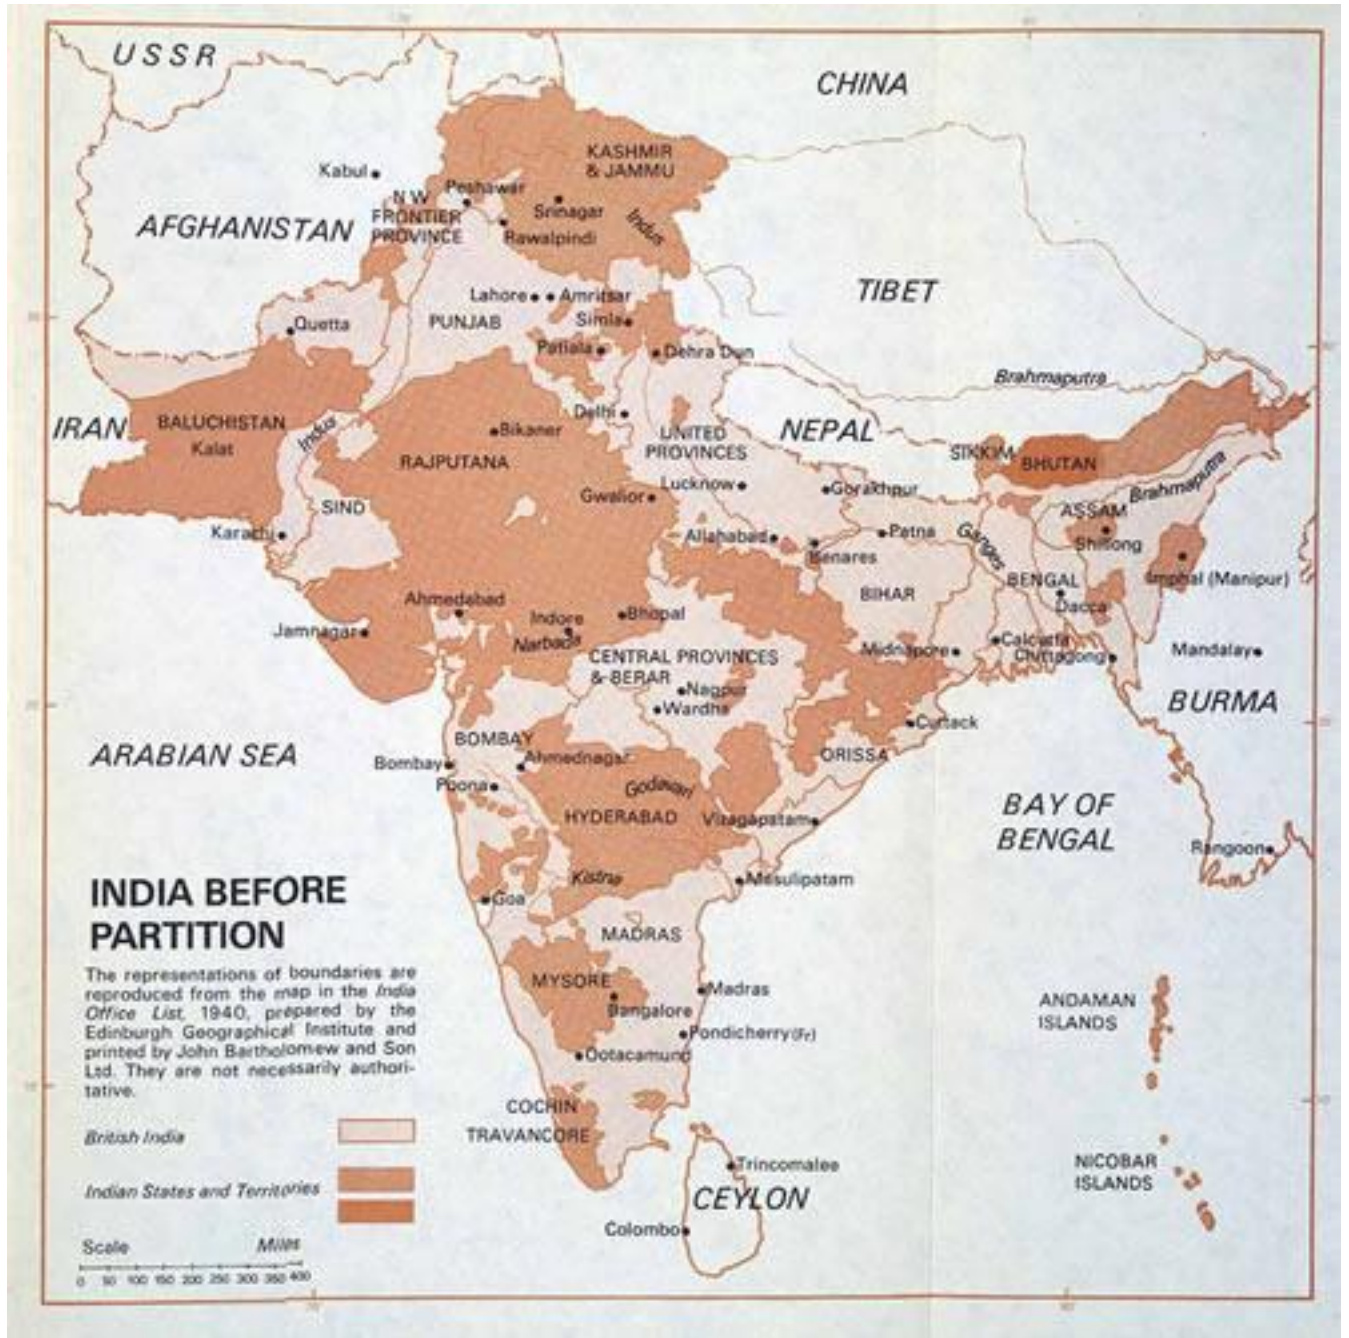 USSR
CHINA
KASHMIR
& JAMMU
Kabul
Peshawar
N W
FRONTIER
PROVINCE
Srinagar
Indus
AFGHANISTAN
Rawalpindi
TIBET
Lahore
Amritsar
Simla
PUNJAB
Quetta
Patiala
Dehra Dun
Brahmaputra
IRAN
BALUCHISTAN
Kalat
Indus
Bikaner
Delhi
UNITED
PROVINCES
NEPAL
RAJPUTANA
SIKKIM
BHUTAN
Brahmaputra
Gwalior
Lucknow
Gorakhpur
SIND
ASSAM
Karachi
Allahabad
Benares
Patna
Ganges
Shillong
Imphal (Manipur)
BIHAR
BENGAL
Dacca
Ahmedabad
Indore
Bhopal
Jamnagar
Narbada
Midnapore
Calcutta
Chittagong
Mandalay
CENTRAL PROVINCES
& BERAR
Nagpur
Wardha
BURMA
Cuttack
ARABIAN SEA
BOMBAY
Bombay
Ahmednagar
ORISSA
Poona
Godavari
BAY OF
BENGAL
HYDERABAD
Vizagapatam
Rangoon
Kistna
Masulipatam
Goa
INDIA BEFORE
PARTITION
MADRAS
The representations of boundaries are
reproduced from the map in the India
Office List, 1940, prepared by the
Edinburgh Geographical Institute and
printed by John Bartholomew and Son
Ltd. They are not necessarily authori-
tative.
MYSORE
Bangalore
Madras
ANDAMAN
ISLANDS
Pondicherry (Fr)
Ootacamund
COCHIN
TRAVANCORE
British India
Indian States and Territories
Trincomalee
CEYLON
NICOBAR
ISLANDS
Colombo
Scale
Miles
0 50 100 150 200 250 300 350 400